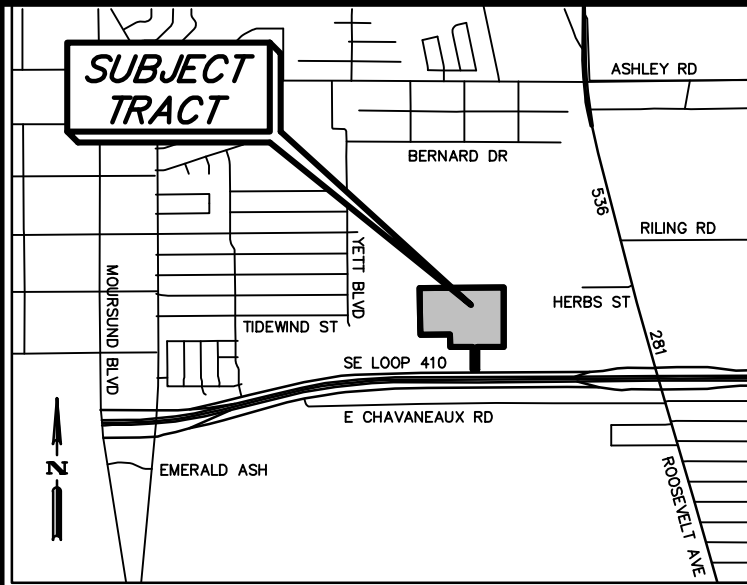 SUBJECT
TRACT
ASHLEY RD
BERNARD DR
536
RILING RD
YETT BLVD
MOURSUND BLVD
HERBS ST
TIDEWIND ST
281
SE LOOP 410
E CHAVANEAUX RD
N
EMERALD ASH
ROOSEVELT AVE